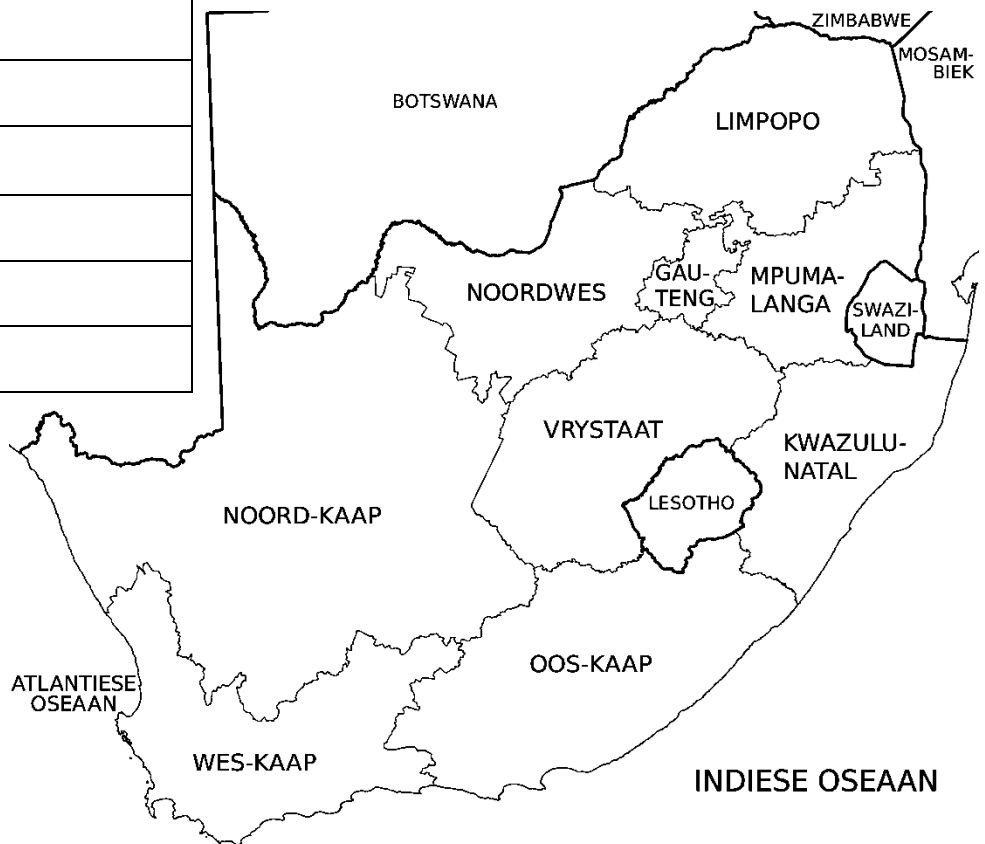 ZIMBABWE
MOSAM-
BIEK
BOTSWANA
LIMPOPO
NOORDWES
GAU-
TENG
MPUMA-
LANGA
SWAZI-
LAND
VRYSTAAT
KWAZULU-
NATAL
LESOTHO
NOORD-KAAP
OOS-KAAP
ATLANTIESE
OSEAAN
WES-KAAP
INDIESE OSEAAN